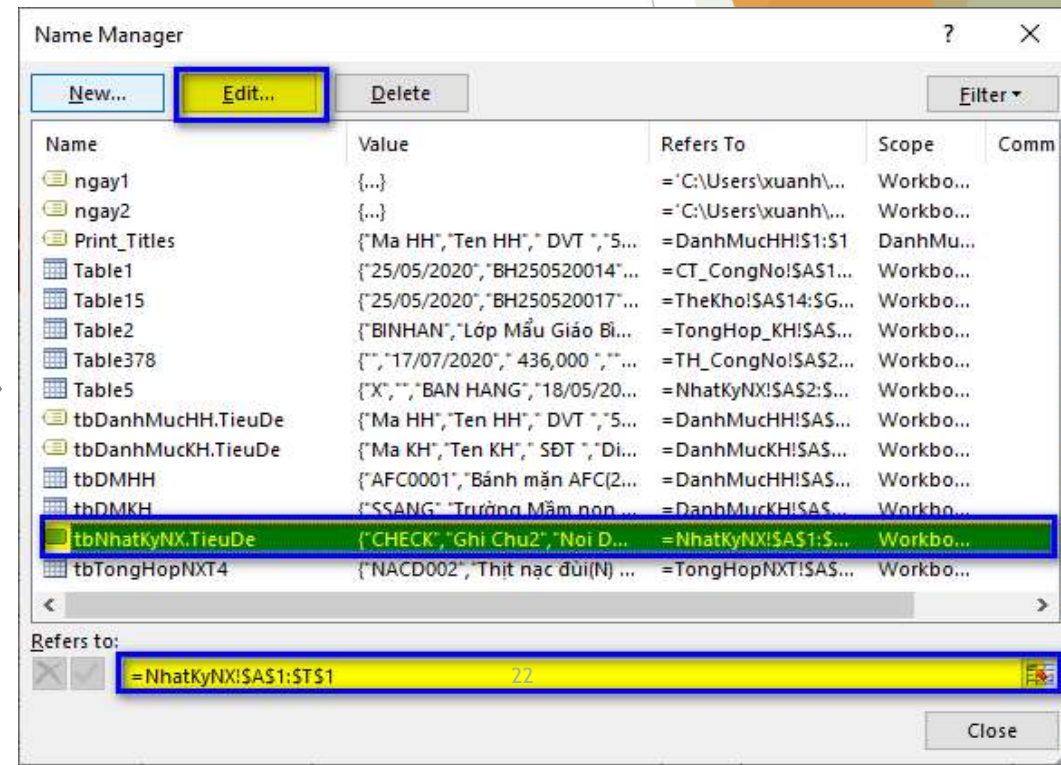 Name Manager ? ×
New... Edit... Delete Filter
Name Value Refers To Scope Comm
ngay1 {...} ='C:\Users\xuanh\... Workbo...
ngay2 {...} ='C:\Users\xuanh\... Workbo...
Print_Titles {"Ma HH","Ten HH"," DVT ","5... =DanhMucHH!$1:$1 DanhMu...
Table1 {"25/05/2020","BH250520014"... =CT_CongNo!$A$1... Workbo...
Table15 {"25/05/2020","BH250520017"... =TheKho!$A$14:$G... Workbo...
Table2 {"BINHAN","Lớp Mẩu Giáo Bì... =TongHop_KH!$A$... Workbo...
Table378 {"","17/07/2020"," 436,000 ",""... =TH_CongNo!$A$2... Workbo...
Table5 {"X","","BAN HANG","18/05/20... =NhatKyNX!$A$2:$... Workbo...
tbDanhMucHH.TieuDe {"Ma HH","Ten HH"," DVT ","5... =DanhMucHH!$A$... Workbo...
tbDanhMucKH.TieuDe {"Ma KH","Ten KH"," SĐT ","Di... =DanhMucKH!$A$... Workbo...
tbDMHH {"AFC0001","Bánh mặn AFC(2... =DanhMucHH!$A$... Workbo...
tbDMKH {"SSANG","Trường Mầm non ... =DanhMucKH!$A$... Workbo...
tbNhatKyNX.TieuDe {"CHECK","Ghi Chu2","Noi D... =NhatKyNX!$A$1:$... Workbo...
tbTongHopNXT4 {"NACD002","Thịt nạc đùi(N) ... =TongHopNXT!$A$... Workbo...
Refers to:
=NhatKyNX!$A$1:$T$1 22
Close